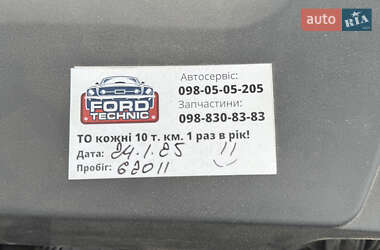 auto RIA
Автосервіс:
098-05-05-205
Запчастини:
098-830-83-83
FORD
TECHNIC
ТО кожні 10 т. км. 1 раз в рік!
Дата: 24.1.25
Пробіг: 62011